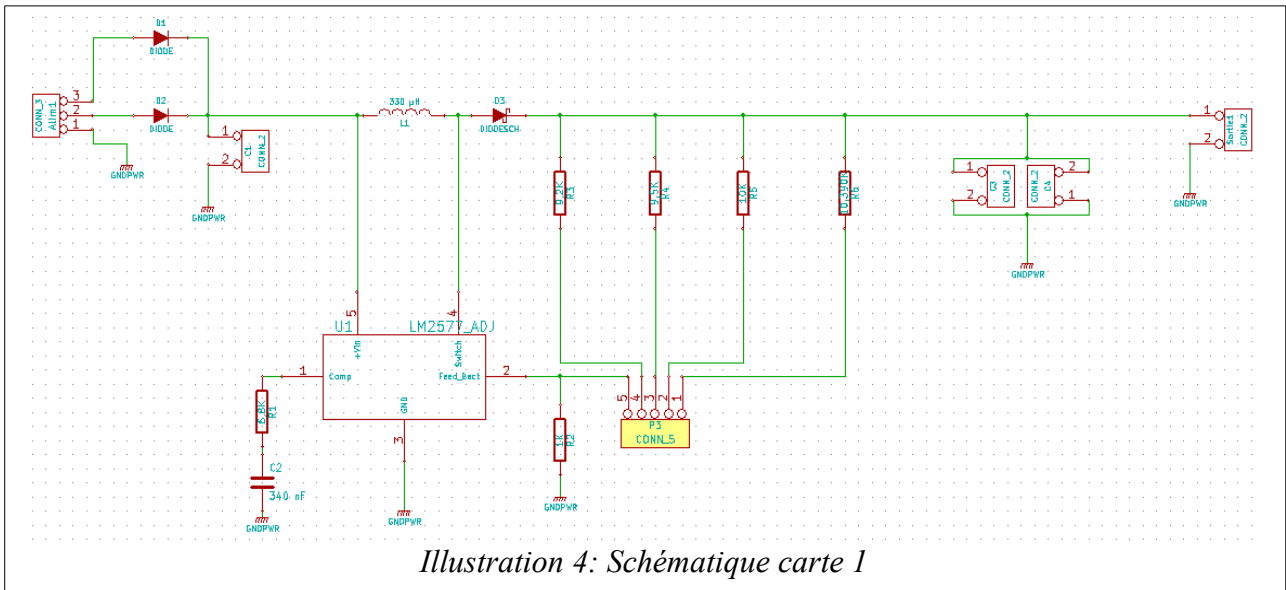 D1
DIODE
CONN_3
Alim1
3
2
1
GNDPWR
D2
DIODE
1
2
C1
CONN_2
GNDPWR
330 µH
L1
D3
DIODESCH
9,2K
R3
9,5K
R4
10K
R5
10,390K
R6
1
2
C3
CONN_2
CONN_2
C4
2
1
GNDPWR
1
2
Sortie1
CONN_2
GNDPWR
U1
LM2577_ADJ
5
+Vin
4
Switch
1
Comp
Feed_Back
2
GND
3
GNDPWR
6,8K
R1
C2
340 nF
GNDPWR
1K
R2
GNDPWR
5
4
3
2
1
P3
CONN_5
Illustration 4: Schématique carte 1